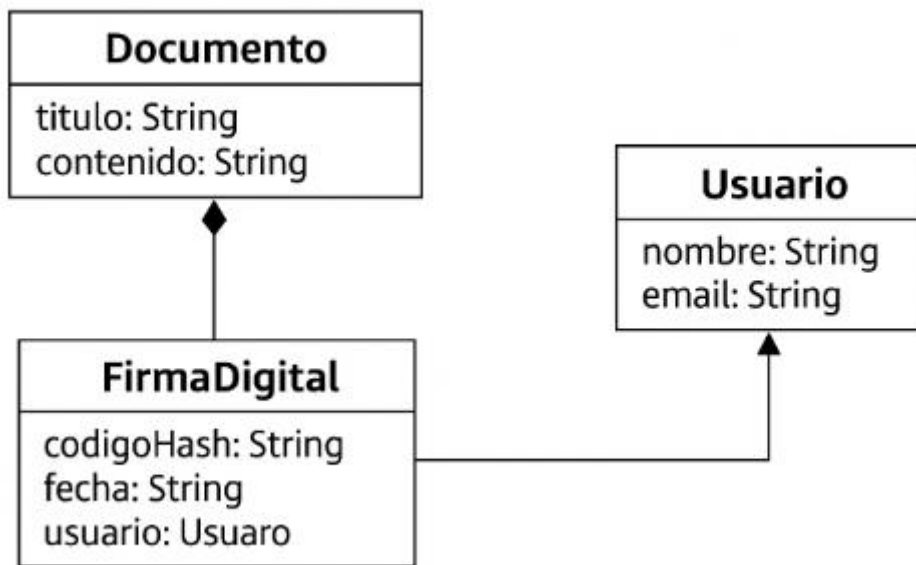 Documento
titulo: String
contenido: String
Usuario
nombre: String
email: String
FirmaDigital
codigoHash: String
fecha: String
usuario: Usuaro